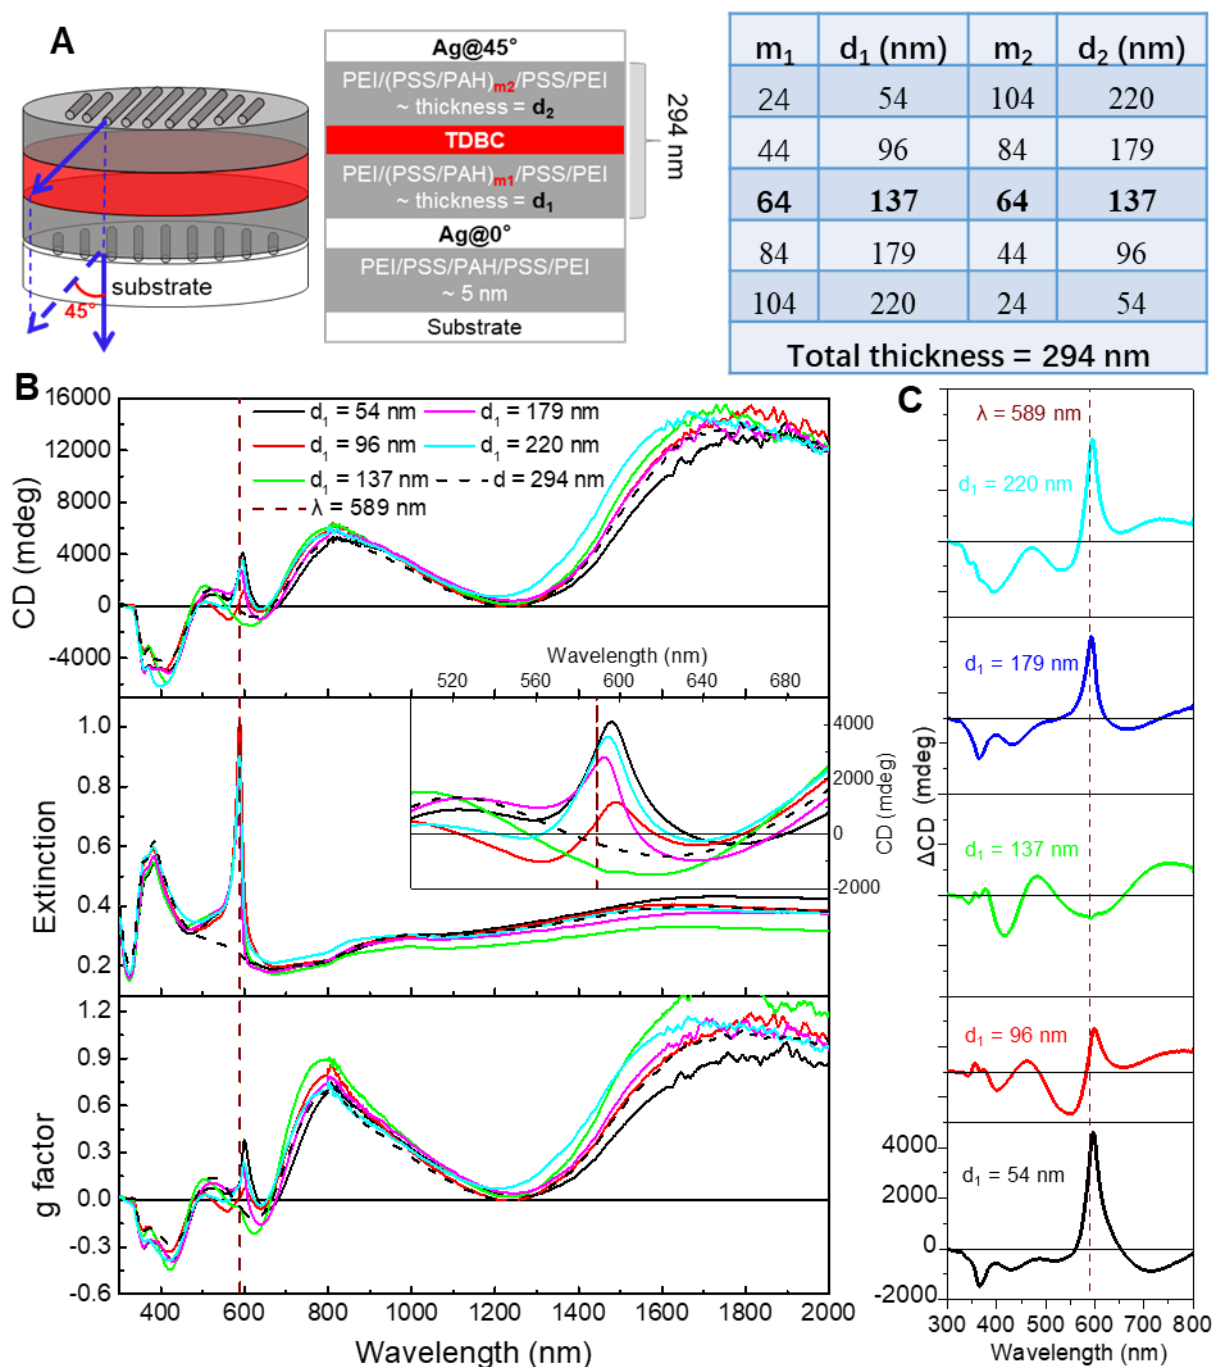 A
substrate
45°
Ag@45°
PEI/(PSS/PAH)m2/PSS/PEI
~ thickness = d2
TDBC
PEI/(PSS/PAH)m1/PSS/PEI
~ thickness = d1
Ag@0°
PEI/PSS/PAH/PSS/PEI
~ 5 nm
Substrate
294 nm
m1 d1 (nm) m2 d2 (nm)
24 54 104 220
44 96 84 179
64 137 64 137
84 179 44 96
104 220 24 54
Total thickness = 294 nm
B
16000
12000
8000
4000
0
-4000
CD (mdeg)
d1 = 54 nm d1 = 179 nm
d1 = 96 nm d1 = 220 nm
d1 = 137 nm d = 294 nm
λ = 589 nm
Wavelength (nm)
520 560 600 640 680
4000
2000
0
-2000
CD (mdeg)
1.0
0.8
0.6
0.4
0.2
Extinction
1.2
0.9
0.6
0.3
0.0
-0.3
-0.6
g factor
400 600 800 1000 1200 1400 1600 1800 2000
Wavelength (nm)
C
λ = 589 nm
d1 = 220 nm
d1 = 179 nm
d1 = 137 nm
d1 = 96 nm
d1 = 54 nm
ΔCD (mdeg)
4000
2000
0
-2000
300 400 500 600 700 800
Wavelength (nm)